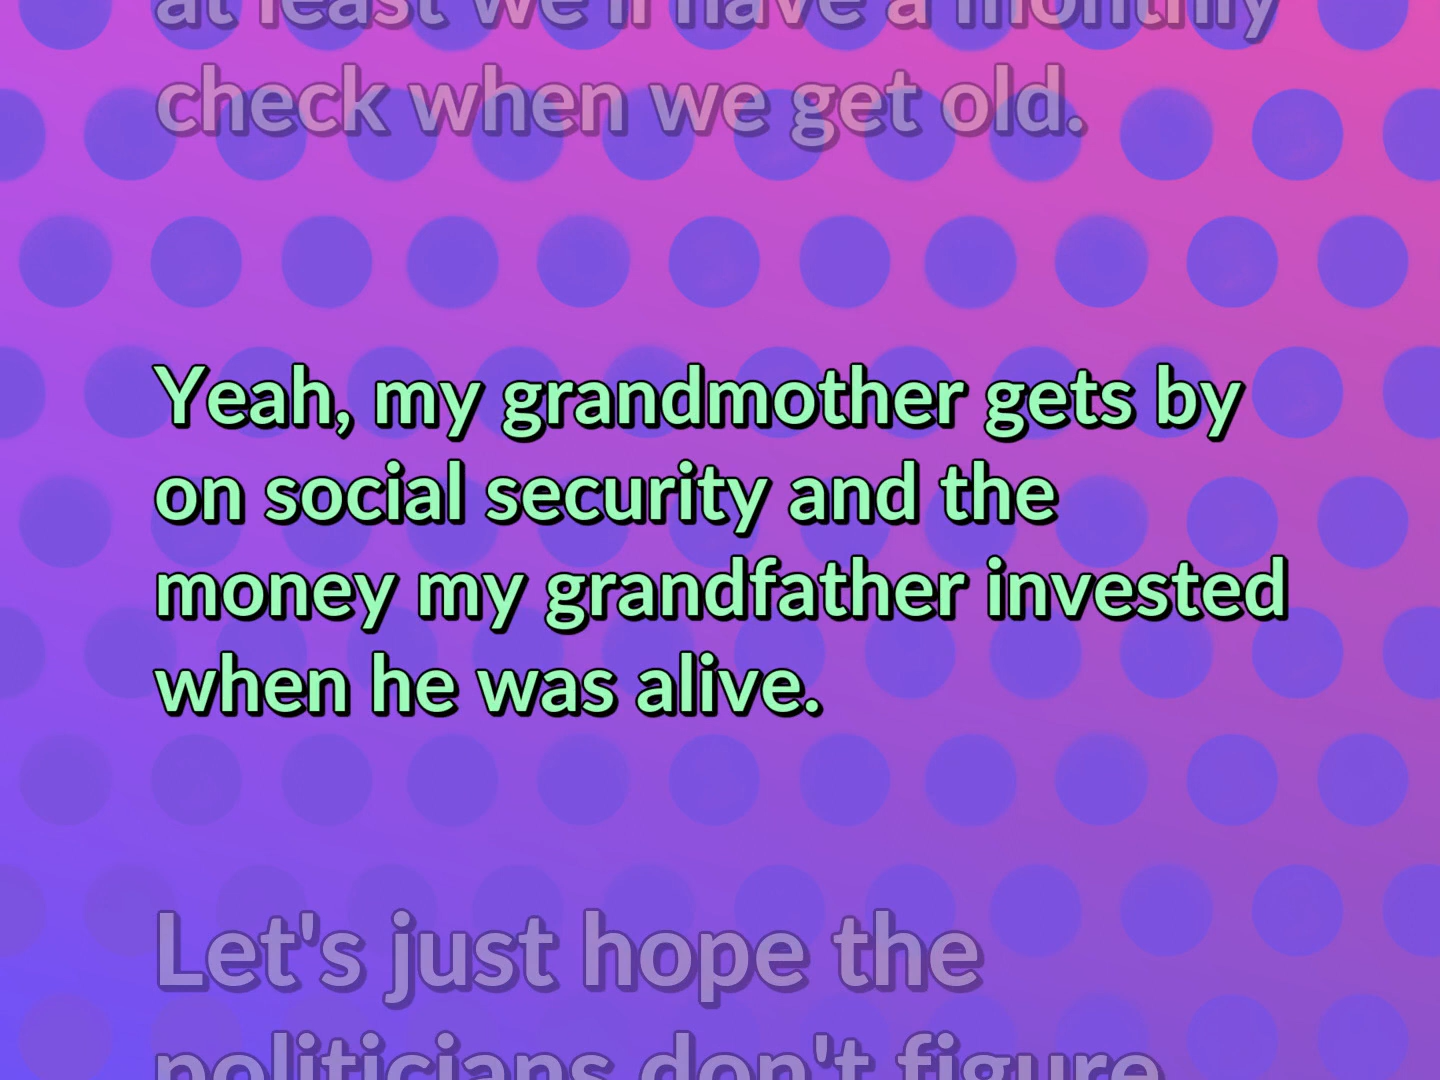 at least we'll have a monthly
check when we get old.
Yeah, my grandmother gets by
on social security and the
money my grandfather invested
when he was alive.
Let's just hope the
politicians don't figure